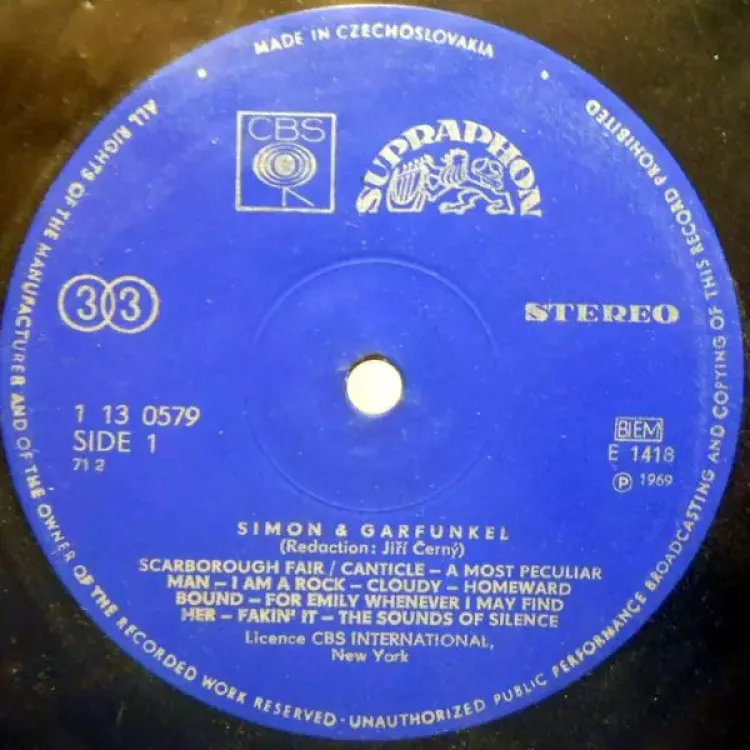 MADE IN CZECHOSLOVAKIA
ALL RIGHTS OF THE MANUFACTURER AND OF THE OWNER OF THE RECORDED WORK RESERVED - UNAUTHORIZED PUBLIC PERFORMANCE BROADCASTING AND COPYING OF THIS RECORD PROHIBITED
CBS
SUPRAPHON
33
STEREO
1 13 0579
SIDE 1
71 2
BIEM
E 1418
Ⓟ 1969
SIMON & GARFUNKEL
(Redaction: Jiří Černý)
SCARBOROUGH FAIR / CANTICLE – A MOST PECULIAR
MAN – I AM A ROCK – CLOUDY – HOMEWARD
BOUND – FOR EMILY WHENEVER I MAY FIND
HER – FAKIN' IT – THE SOUNDS OF SILENCE
Licence CBS INTERNATIONAL,
New York